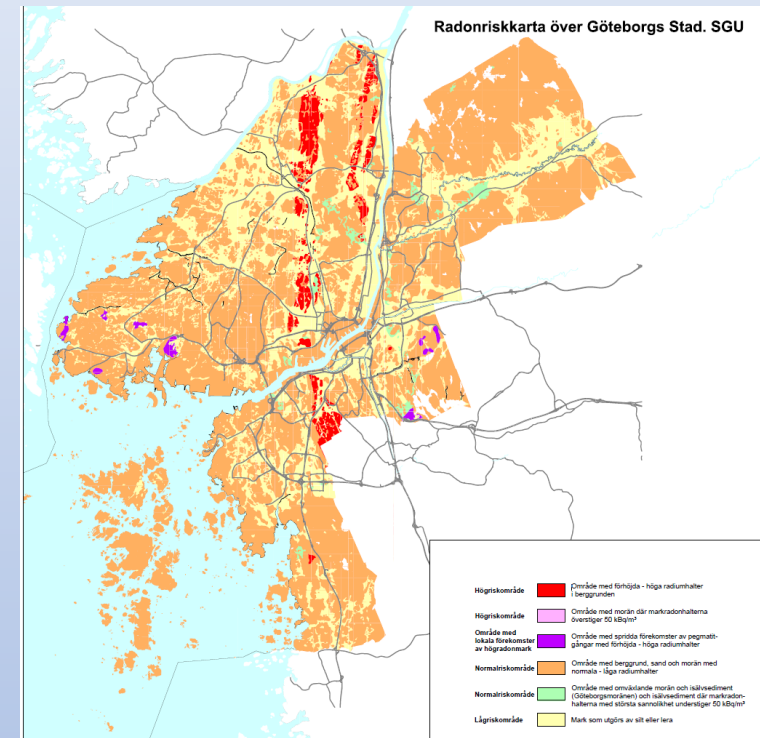 Radonriskkarta över Göteborgs Stad. SGU
Högriskområde
Område med förhöjda - höga radiumhalter
i berggrunden
Högriskområde
Område med morän där markradonhalterna
överstiger 50 kBq/m³
Område med
lokala förekomster
av högradonmark
Område med spridda förekomster av pegmatit-
gångar med förhöjda - höga radiumhalter
Normalriskområde
Område med berggrund, sand och morän med
normala - låga radiumhalter
Normalriskområde
Område med omväxlande morän och isälvsediment
(Göteborgsmoränen) och isälvsediment där markradon-
halterna med största sannolikhet understiger 50 kBq/m³
Lågriskområde
Mark som utgörs av silt eller lera